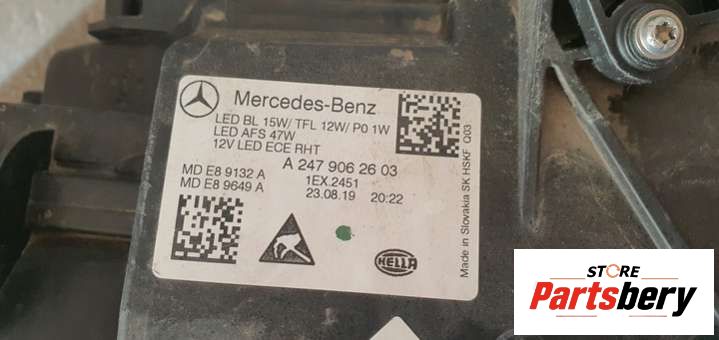 Mercedes-Benz
LED BL 15W/ TFL 12W/ P0 1W
LED AFS 47W
12V LED ECE RHT
A 247 906 26 03
MD E8 9132 A
1EX.2451
MD E8 9649 A
23.08.19 20:22
HELLA
Made in Slovakia SK HSKF Q03
STORE
Partsbery